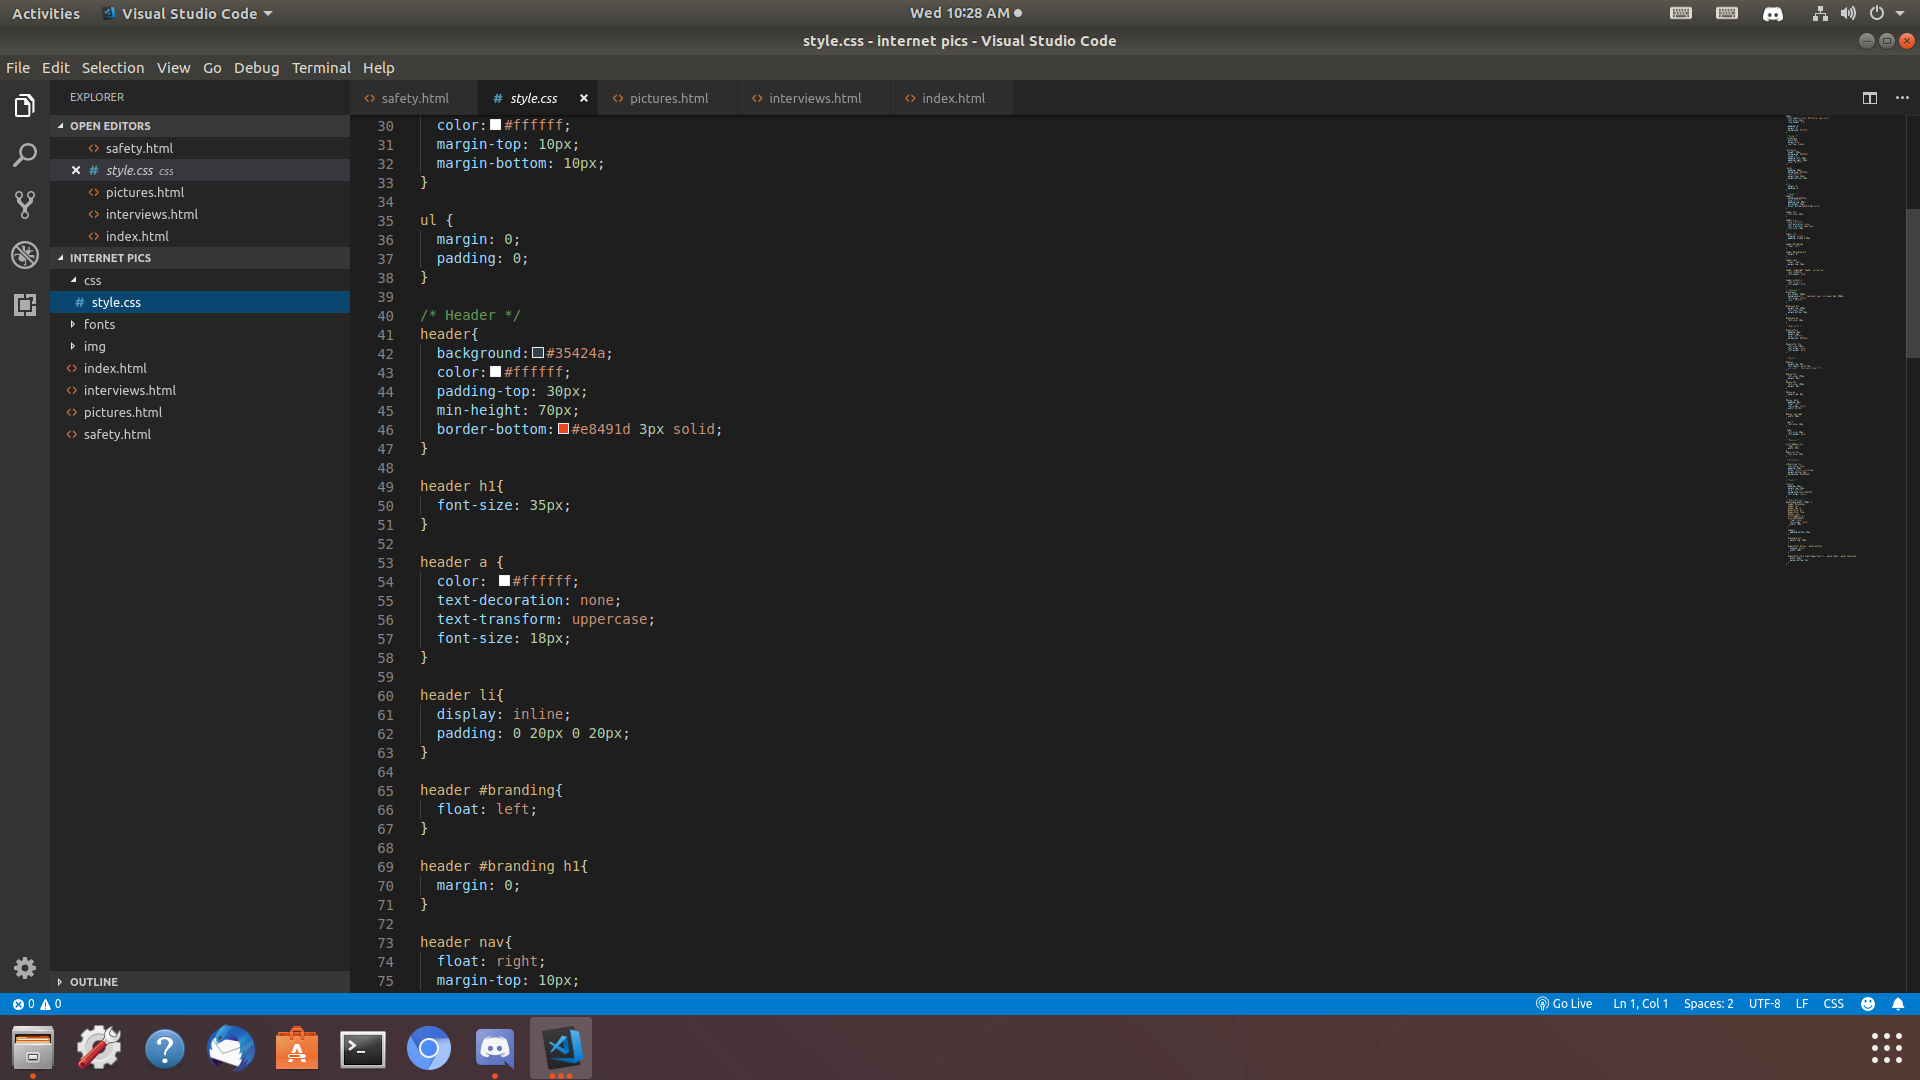 Activities
Visual Studio Code
Wed 10:28 AM
style.css - internet pics - Visual Studio Code
File Edit Selection View Go Debug Terminal Help
EXPLORER
OPEN EDITORS
safety.html
style.css css
pictures.html
interviews.html
index.html
INTERNET PICS
css
style.css
fonts
img
index.html
interviews.html
pictures.html
safety.html
OUTLINE
safety.html
style.css
pictures.html
interviews.html
index.html
30 color: #ffffff;
31 margin-top: 10px;
32 margin-bottom: 10px;
33 }
34
35 ul {
36 margin: 0;
37 padding: 0;
38 }
39
40 /* Header */
41 header{
42 background: #35424a;
43 color: #ffffff;
44 padding-top: 30px;
45 min-height: 70px;
46 border-bottom: #e8491d 3px solid;
47 }
48
49 header h1{
50 font-size: 35px;
51 }
52
53 header a {
54 color: #ffffff;
55 text-decoration: none;
56 text-transform: uppercase;
57 font-size: 18px;
58 }
59
60 header li{
61 display: inline;
62 padding: 0 20px 0 20px;
63 }
64
65 header #branding{
66 float: left;
67 }
68
69 header #branding h1{
70 margin: 0;
71 }
72
73 header nav{
74 float: right;
75 margin-top: 10px;
0 0
Go Live
Ln 1, Col 1
Spaces: 2
UTF-8
LF
CSS